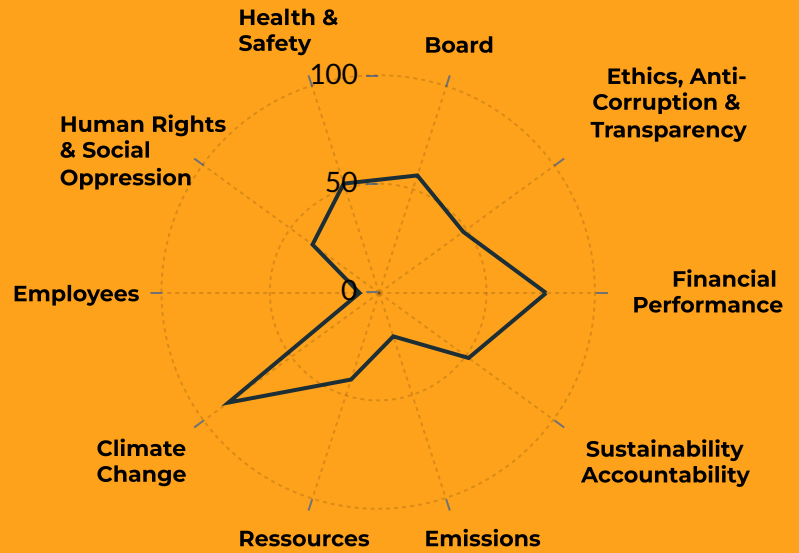 Health &
Safety
Board
100
Ethics, Anti-
Corruption &
Transparency
Human Rights
& Social
Oppression
50
Employees
0
Financial
Performance
Climate
Change
Sustainability
Accountability
Ressources
Emissions